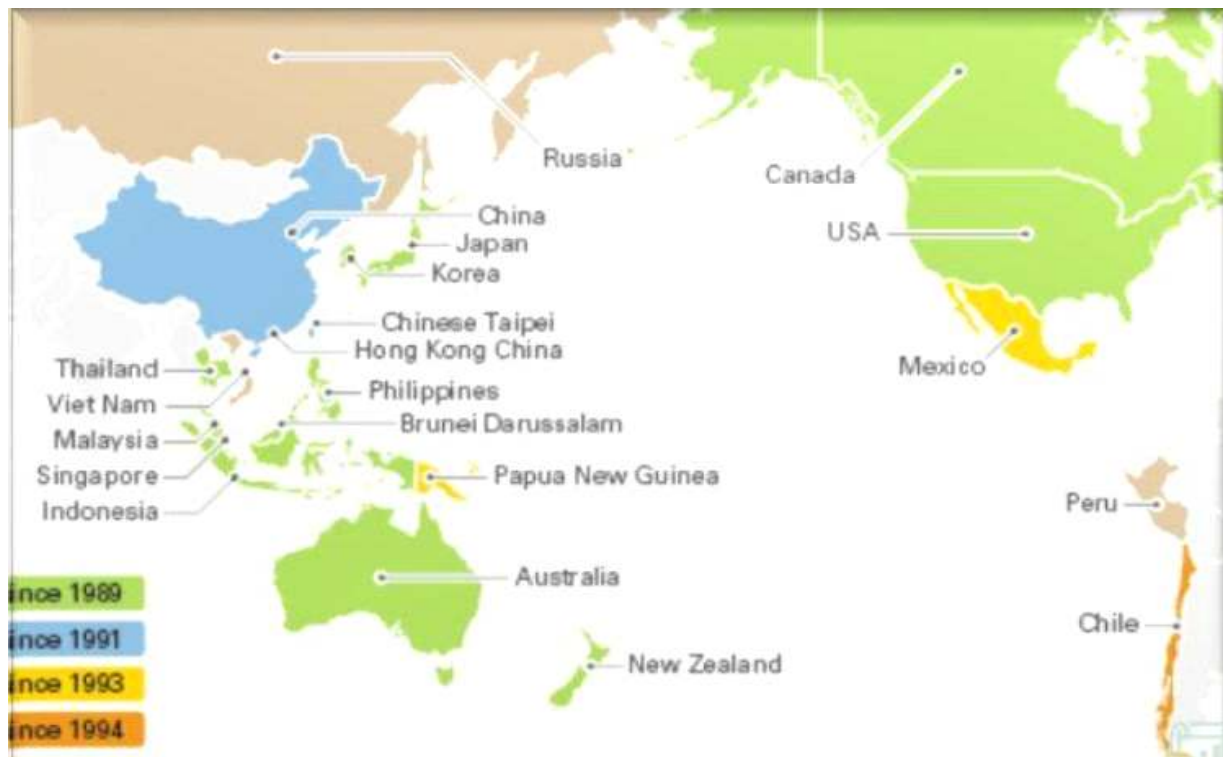 Russia
Canada
China
USA
Japan
Korea
Chinese Taipei
Hong Kong China
Thailand
Mexico
Philippines
Viet Nam
Brunei Darussalam
Malaysia
Singapore
Papua New Guinea
Peru
Indonesia
Australia
ince 1989
Chile
ince 1991
New Zealand
ince 1993
ince 1994